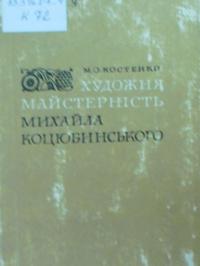 К 72
М.О.КОСТЕНКО
ХУДОЖНЯ
МАЙСТЕРНІСТЬ
МИХАЙЛА
КОЦЮБИНСЬКОГО